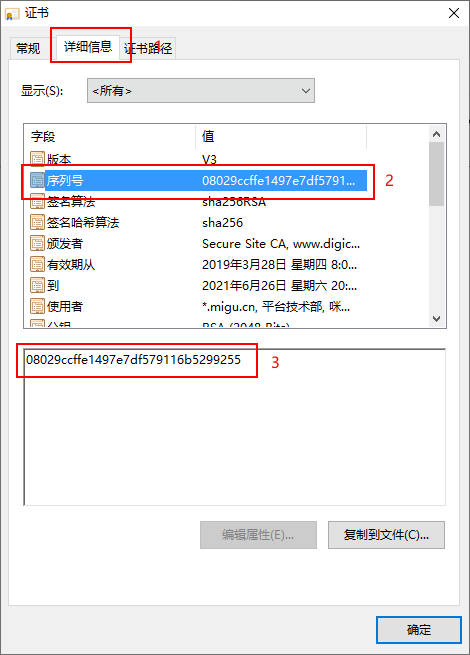 证书
常规 详细信息 1 证书路径
显示(S): <所有>
字段 值
版本 V3
序列号 08029ccffe1497e7df5791... 2
签名算法 sha256RSA
签名哈希算法 sha256
颁发者 Secure Site CA, www.digic...
有效期从 2019年3月28日 星期四 8:0...
到 2021年6月26日 星期六 20:...
使用者 *.migu.cn, 平台技术部, 咪...
公钥 RSA (2048 Bits)
08029ccffe1497e7df579116b5299255 3
编辑属性(E)... 复制到文件(C)...
确定